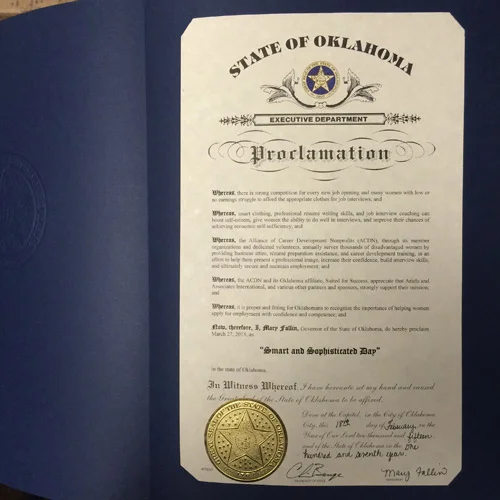 STATE OF OKLAHOMA
EXECUTIVE DEPARTMENT
Proclamation
Whereas, there is strong competition for every new job opening and many women with low or
no earnings struggle to afford the appropriate clothes for job interviews; and
Whereas, smart clothing, professional resume writing skills, and job interview coaching can
boost self-esteem, give women the ability to do well in interviews, and improve their chances of
achieving economic self-sufficiency; and
Whereas, the Alliance of Career Development Nonprofits (ACDN), through its member
organizations and dedicated volunteers, annually serves thousands of disadvantaged women by
providing business attire, resume preparation assistance, and career development training, in an
effort to help them present a professional image, increase their confidence, build interview skills,
and ultimately secure and maintain employment; and
Whereas, the ACDN and its Oklahoma affiliate, Suited for Success, appreciate that Attels and
Associates International, and various other partners and sponsors, strongly support their mission;
and
Whereas, it is proper and fitting for Oklahomans to recognize the importance of helping women
apply for employment with confidence and competence; and
Now, therefore, I, Mary Fallin, Governor of the State of Oklahoma, do hereby proclaim
March 27, 2015, as
"Smart and Sophisticated Day"
in the state of Oklahoma.
In Witness Whereof, I have hereunto set my hand and caused
the Great Seal of the State of Oklahoma to be affixed.
Done at the Capitol, in the City of Oklahoma
City, this 18th day of February
Year of Our Lord two thousand and fifteen
and of the State of Oklahoma in the one
hundred and seventh year.
GREAT SEAL OF THE STATE OF OKLAHOMA
1907
Mary Fallin